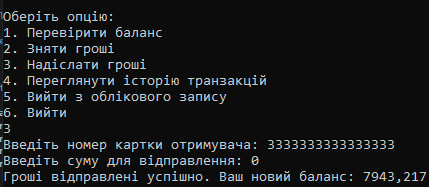 Оберіть опцію:
1. Перевірити баланс
2. Зняти гроші
3. Надіслати гроші
4. Переглянути історію транзакцій
5. Вийти з облікового запису
6. Вийти
3
Введіть номер картки отримувача: 3333333333333333
Введіть суму для відправлення: 0
Гроші відправлені успішно. Ваш новий баланс: 7943,217